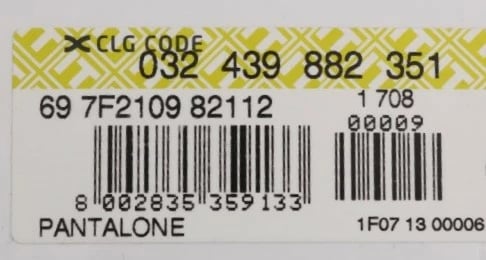 CLG CODE
032 439 882 351
69 7F2109 82112
1 708
00009
8 002835 359133
PANTALONE
1F07 13 00006